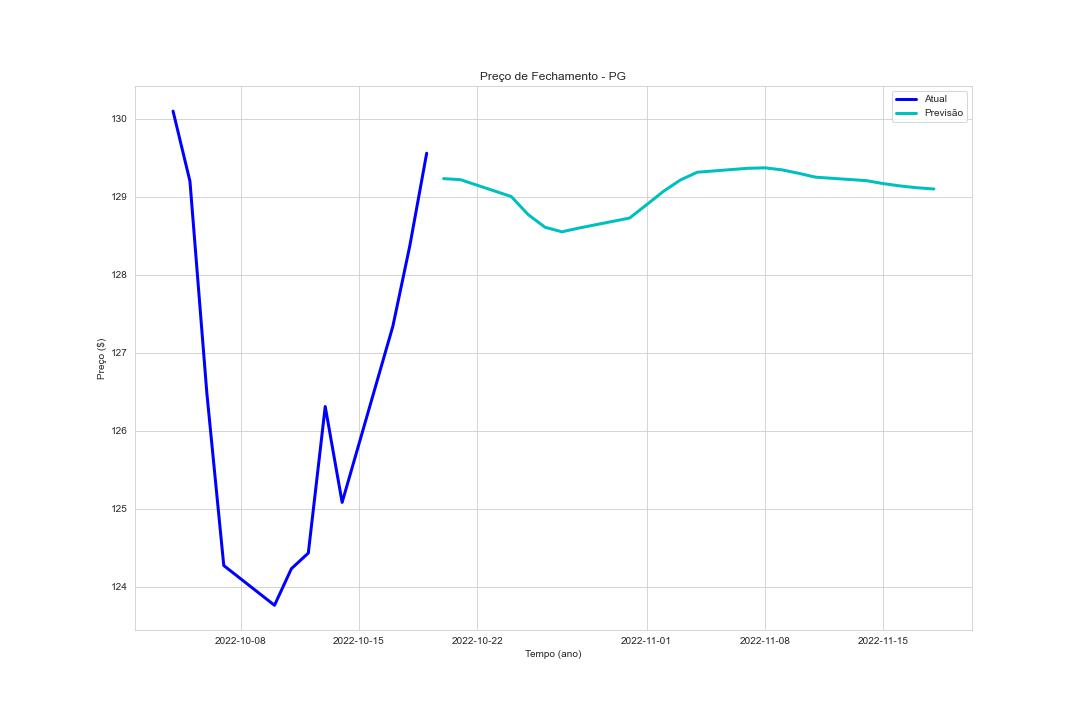 Preço de Fechamento - PG
Atual
Previsão
130
129
128
127
126
125
124
Preço ($)
2022-10-08
2022-10-15
2022-10-22
2022-11-01
2022-11-08
2022-11-15
Tempo (ano)